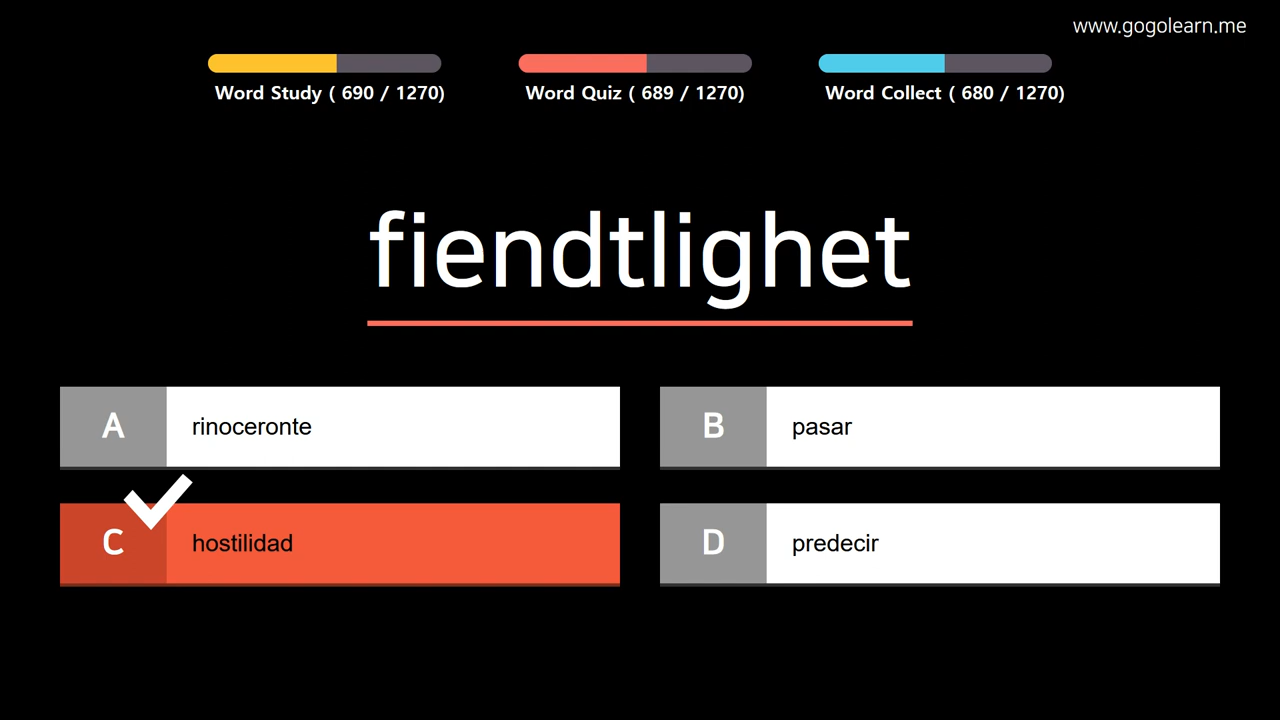 www.gogolearn.me
Word Study ( 690 / 1270)
Word Quiz ( 689 / 1270)
Word Collect ( 680 / 1270)
fiendtlighet
A rinoceronte
B pasar
C hostilidad
D predecir